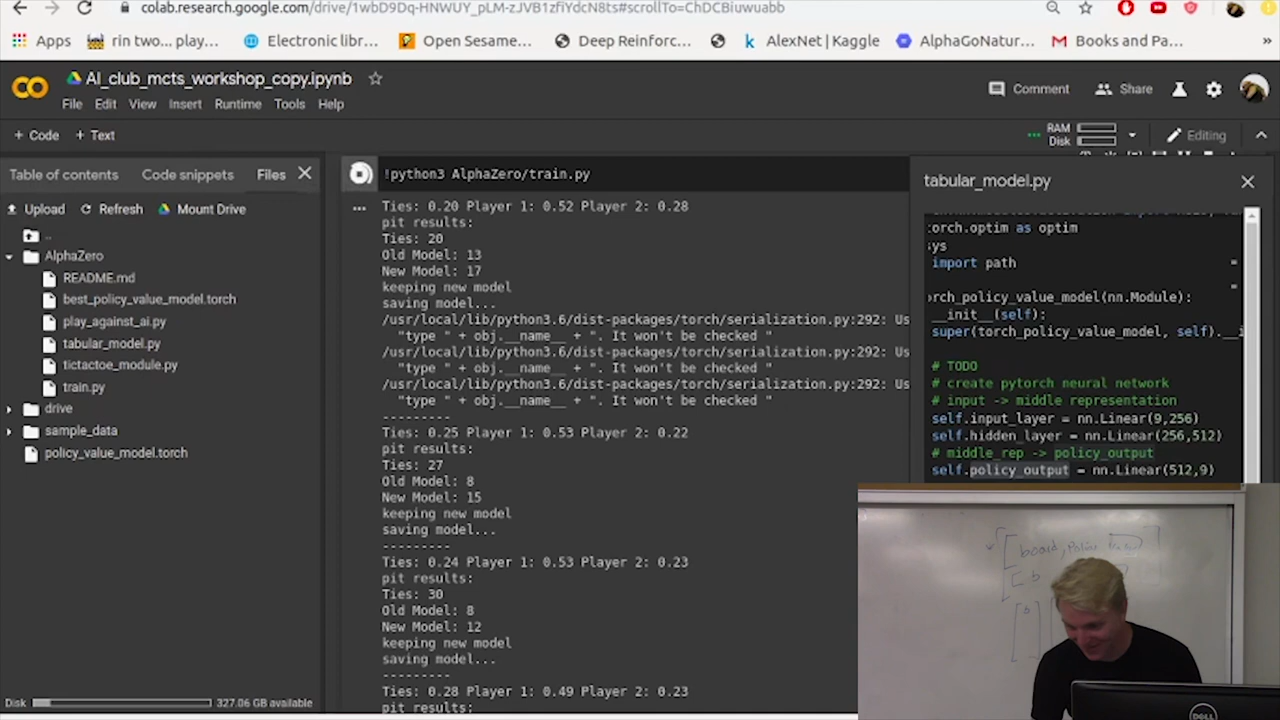 colab.research.google.com/drive/1wbD9Dq-HNWUY_pLM-zJVB1zfiYdcN8ts#scrollTo=ChDCBiuwuabb
Apps rin two... play... Electronic libr... Open Sesame... Deep Reinforc... AlexNet | Kaggle AlphaGoNatur... Books and Pa... »
AI_club_mcts_workshop_copy.ipynb
File Edit View Insert Runtime Tools Help
Comment Share
+ Code + Text
RAM
Disk
Editing
Table of contents Code snippets Files
Upload Refresh Mount Drive
..
AlphaZero
README.md
best_policy_value_model.torch
play_against_ai.py
tabular_model.py
tictactoe_module.py
train.py
drive
sample_data
policy_value_model.torch
Disk 327.06 GB available
!python3 AlphaZero/train.py
Ties: 0.20 Player 1: 0.52 Player 2: 0.28
pit results:
Ties: 20
Old Model: 13
New Model: 17
keeping new model
saving model...
/usr/local/lib/python3.6/dist-packages/torch/serialization.py:292: Us
"type " + obj.__name__ + ". It won't be checked "
/usr/local/lib/python3.6/dist-packages/torch/serialization.py:292: Us
"type " + obj.__name__ + ". It won't be checked "
/usr/local/lib/python3.6/dist-packages/torch/serialization.py:292: Us
"type " + obj.__name__ + ". It won't be checked "
---------
Ties: 0.25 Player 1: 0.53 Player 2: 0.22
pit results:
Ties: 27
Old Model: 8
New Model: 15
keeping new model
saving model...
---------
Ties: 0.24 Player 1: 0.53 Player 2: 0.23
pit results:
Ties: 30
Old Model: 8
New Model: 12
keeping new model
saving model...
---------
Ties: 0.28 Player 1: 0.49 Player 2: 0.23
pit results:
tabular_model.py
torch.optim as optim
sys
import path
orch_policy_value_model(nn.Module):
__init__(self):
super(torch_policy_value_model, self).__i
# TODO
# create pytorch neural network
# input -> middle representation
self.input_layer = nn.Linear(9,256)
self.hidden_layer = nn.Linear(256,512)
# middle_rep -> policy_output
self.policy_output = nn.Linear(512,9)
board,
b
b
DELL